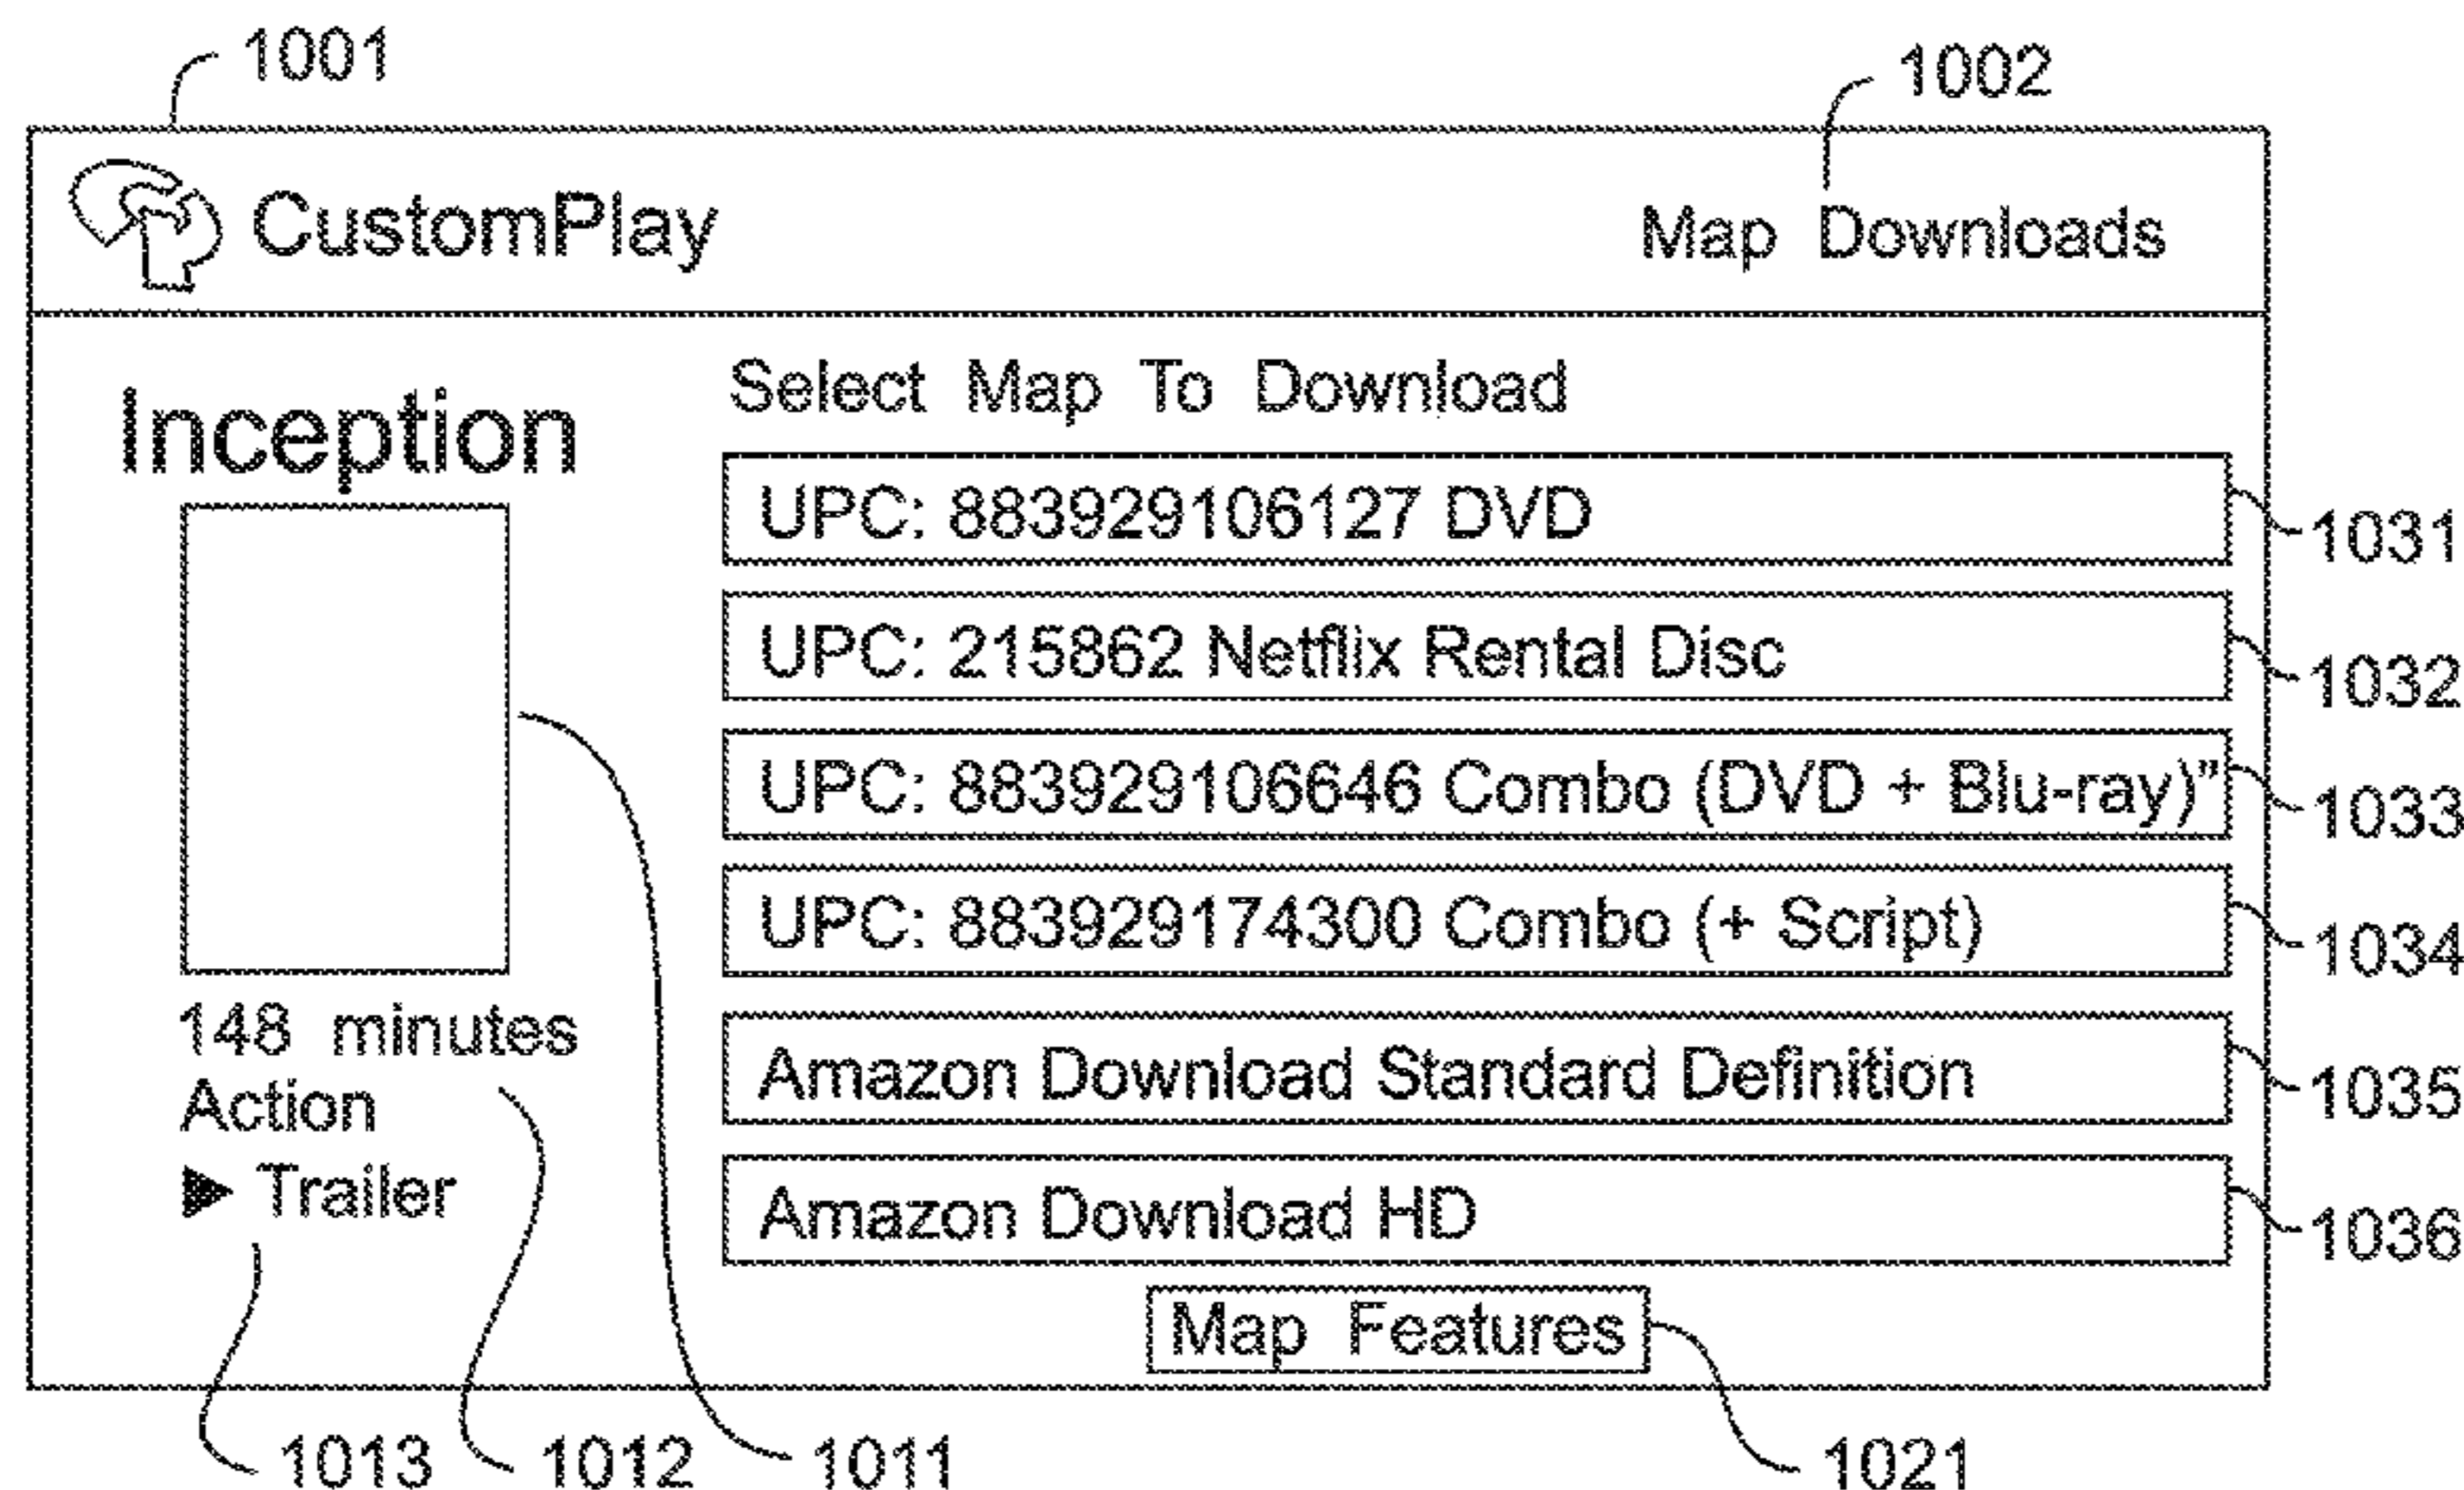 1001
1002
CustomPlay
Map Downloads
Inception
148 minutes
Action
Trailer
Select Map To Download
UPC: 883929106127 DVD
1031
UPC: 215862 Netflix Rental Disc
1032
UPC: 883929106646 Combo (DVD + Blu-ray)”
1033
UPC: 883929174300 Combo (+ Script)
1034
Amazon Download Standard Definition
1035
Amazon Download HD
1036
Map Features
1013
1012
1011
1021